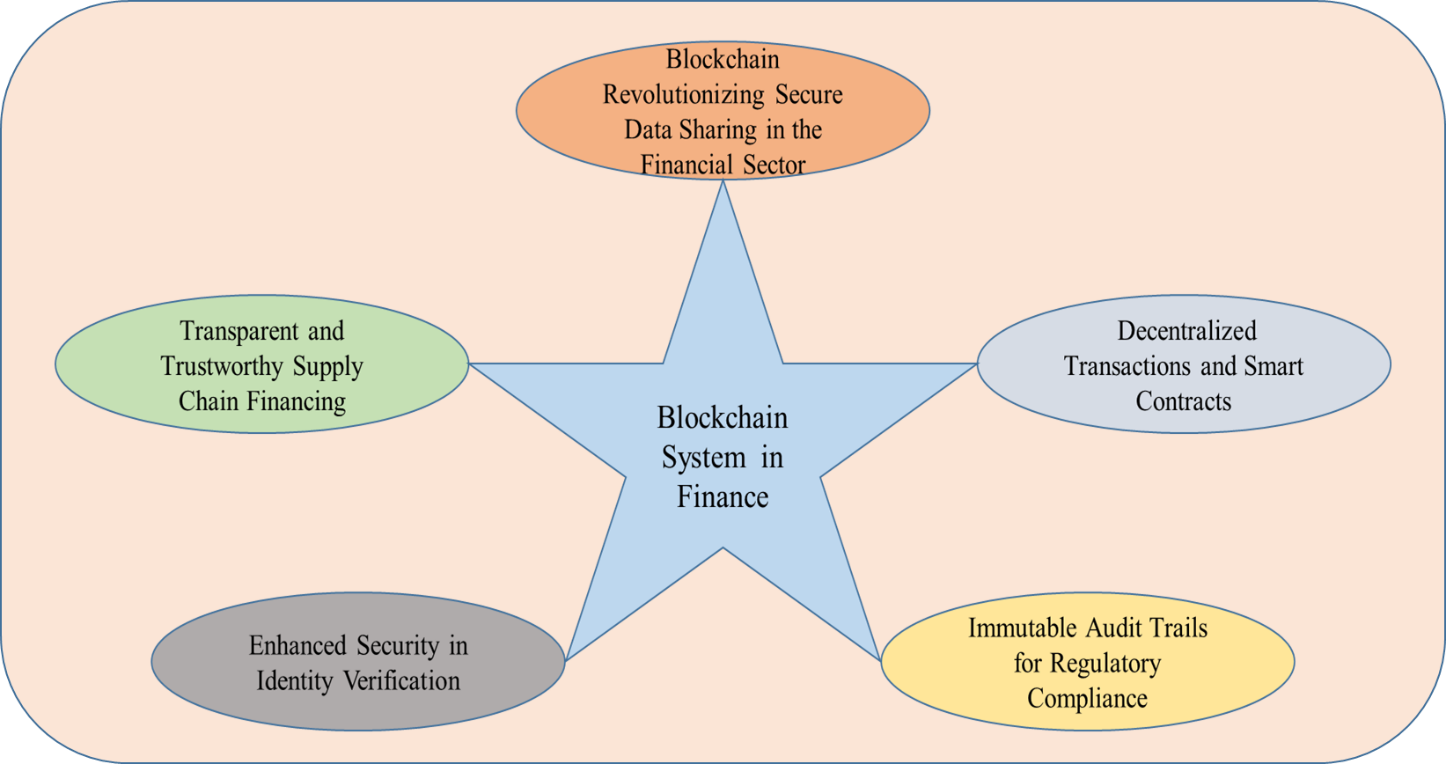 Blockchain
Revolutionizing Secure
Data Sharing in the
Financial Sector
Transparent and
Trustworthy Supply
Chain Financing
Decentralized
Transactions and Smart
Contracts
Blockchain
System in
Finance
Enhanced Security in
Identity Verification
Immutable Audit Trails
for Regulatory
Compliance